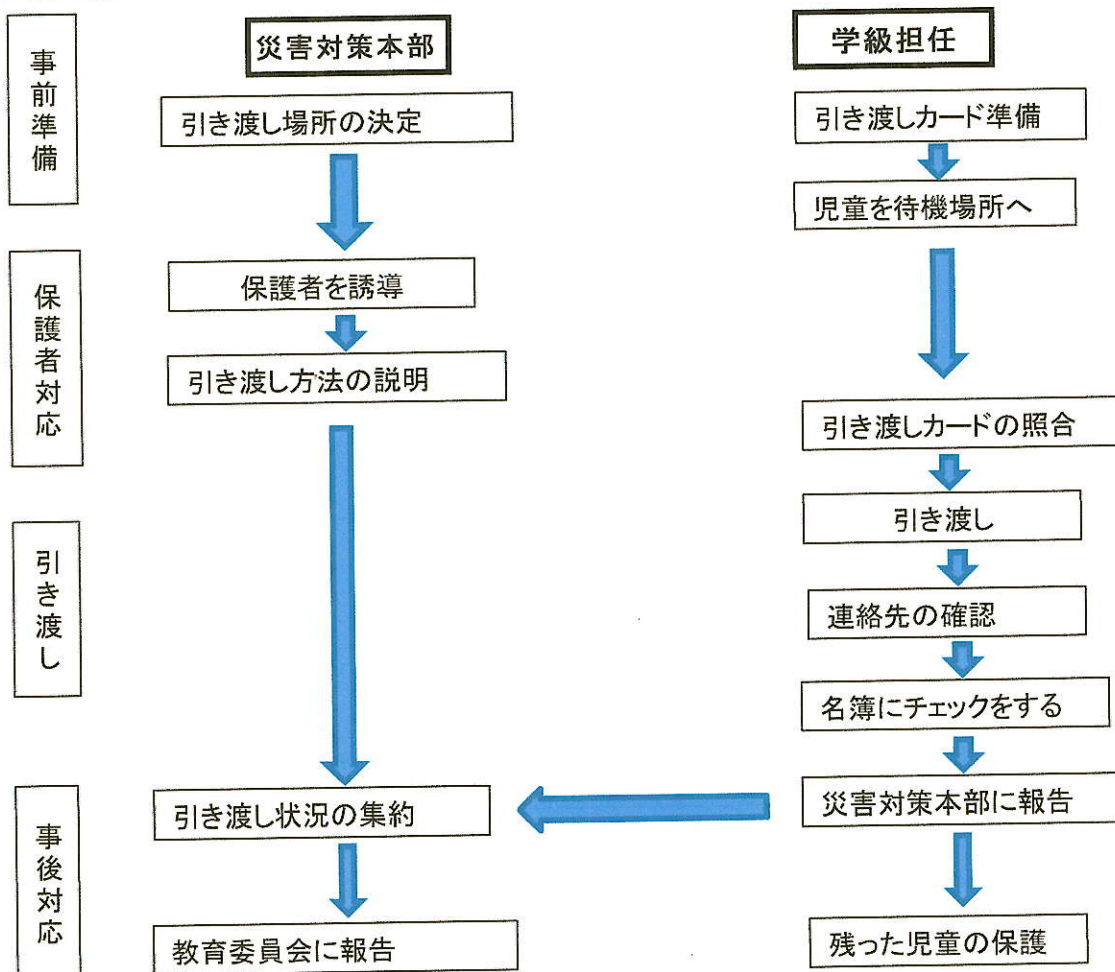 事前準備
災害対策本部
学級担任
引き渡し場所の決定
引き渡しカード準備
児童を待機場所へ
保護者対応
保護者を誘導
引き渡し方法の説明
引き渡しカードの照合
引き渡し
引き渡し
連絡先の確認
名簿にチェックをする
事後対応
引き渡し状況の集約
災害対策本部に報告
教育委員会に報告
残った児童の保護